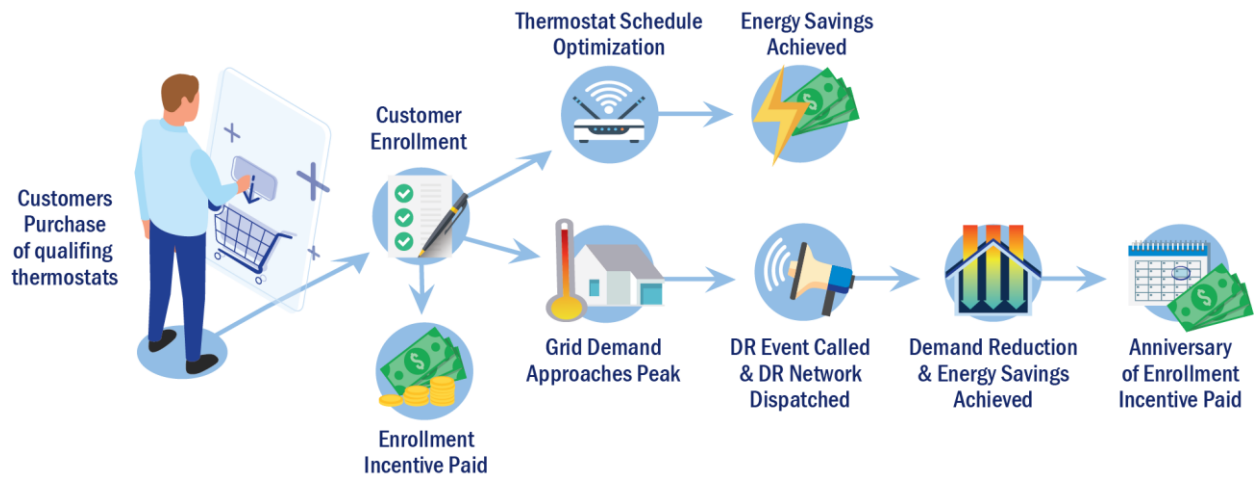 Customers
Purchase
of qualifing
thermostats
Customer
Enrollment
Enrollment
Incentive Paid
Thermostat Schedule
Optimization
Energy Savings
Achieved
Grid Demand
Approaches Peak
DR Event Called
& DR Network
Dispatched
Demand Reduction
& Energy Savings
Achieved
Anniversary
of Enrollment
Incentive Paid